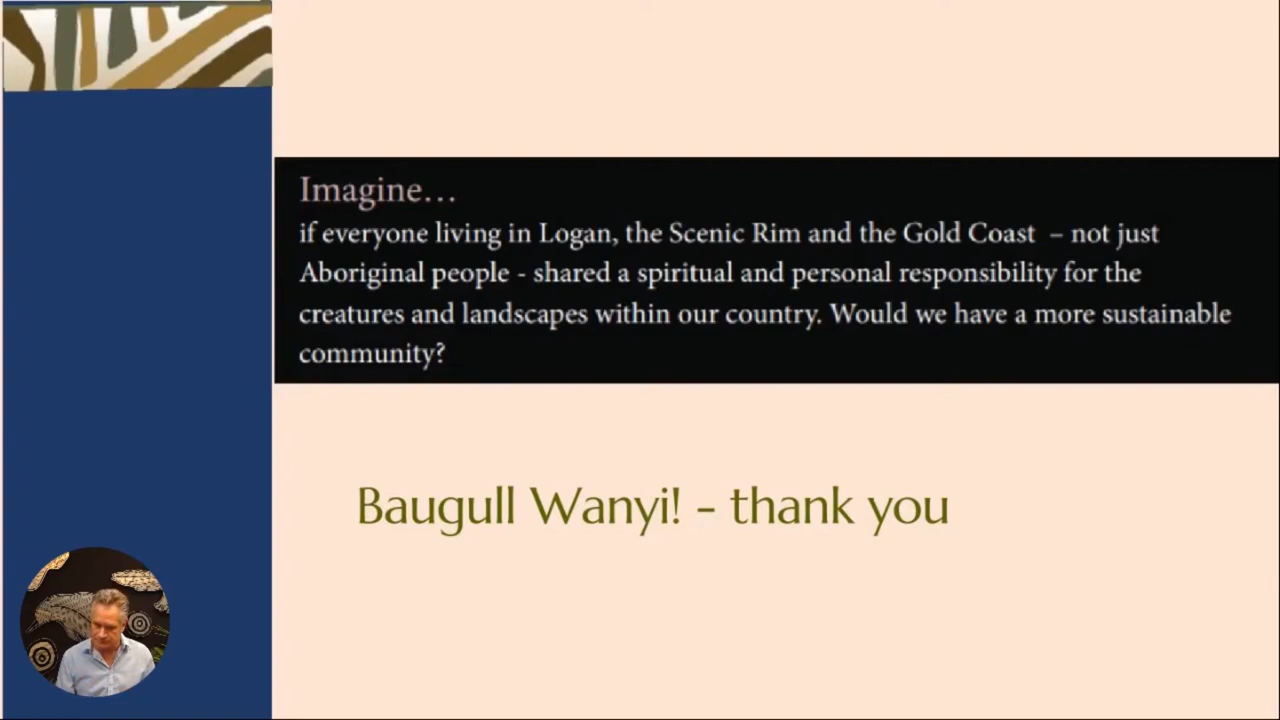 Imagine...
if everyone living in Logan, the Scenic Rim and the Gold Coast – not just
Aboriginal people - shared a spiritual and personal responsibility for the
creatures and landscapes within our country. Would we have a more sustainable
community?
Baugull Wanyi! - thank you